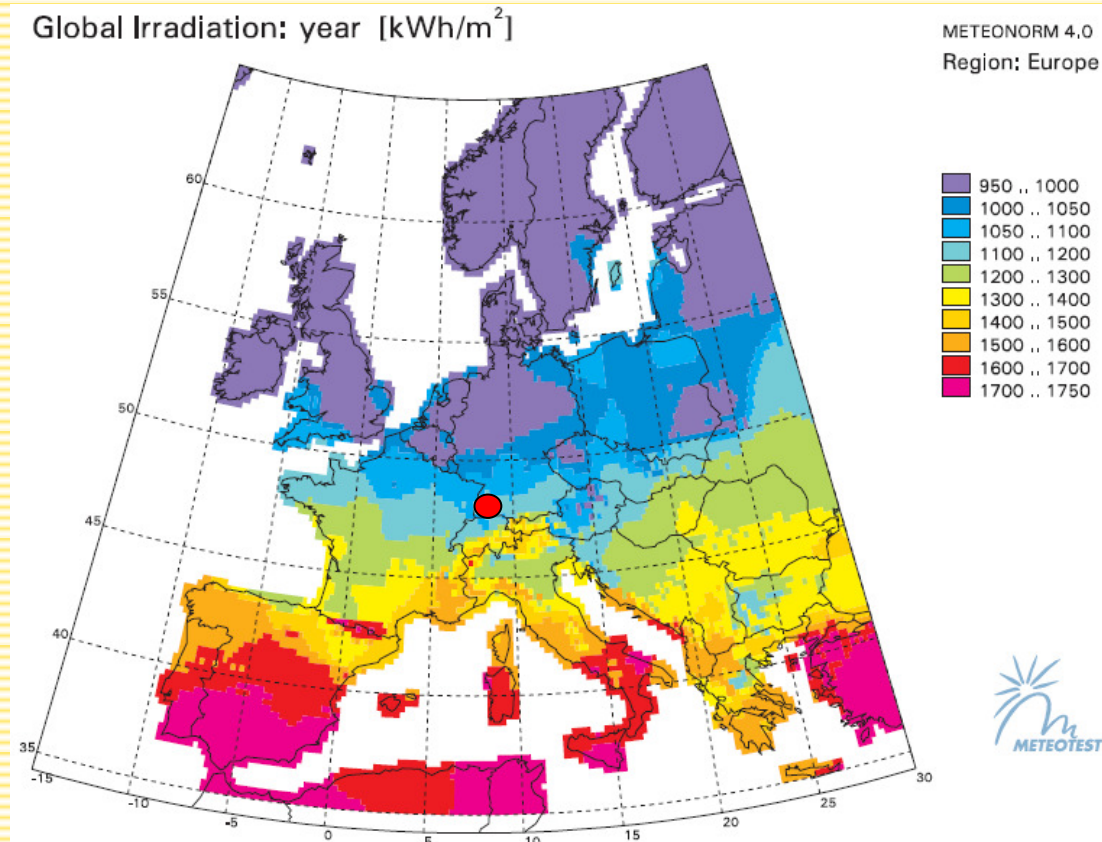 Global Irradiation: year [kWh/m²]
METEONORM 4.0
Region: Europe
950 .. 1000
1000 .. 1050
1050 .. 1100
1100 .. 1200
1200 .. 1300
1300 .. 1400
1400 .. 1500
1500 .. 1600
1600 .. 1700
1700 .. 1750
60
55
50
45
40
35
-15
-10
-5
0
5
10
15
20
25
30
METEOTEST